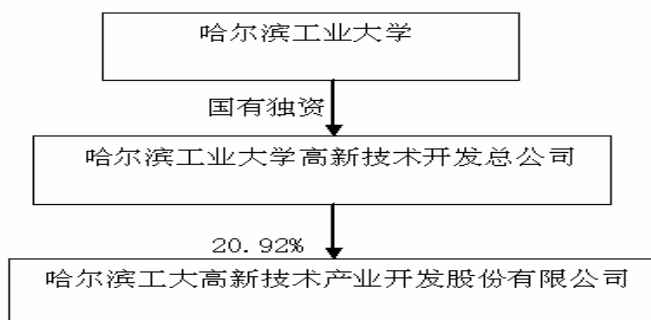 哈尔滨工业大学
国有独资
哈尔滨工业大学高新技术开发总公司
20.92%
哈尔滨工大高新技术产业开发股份有限公司